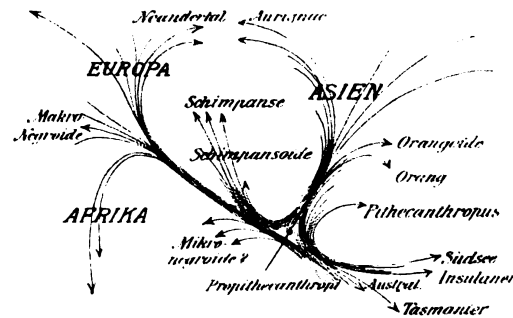 Neandertal Aurignac
EUROPA
ASIEN
Schimpanse
Makro
Negroide
Schimpansoide
Orangoide
Orang
AFRIKA
Pithecanthropus
Mikro
negroide?
Südsee
Insulaner
Propithecanthropi
Austral.
Tasmanier